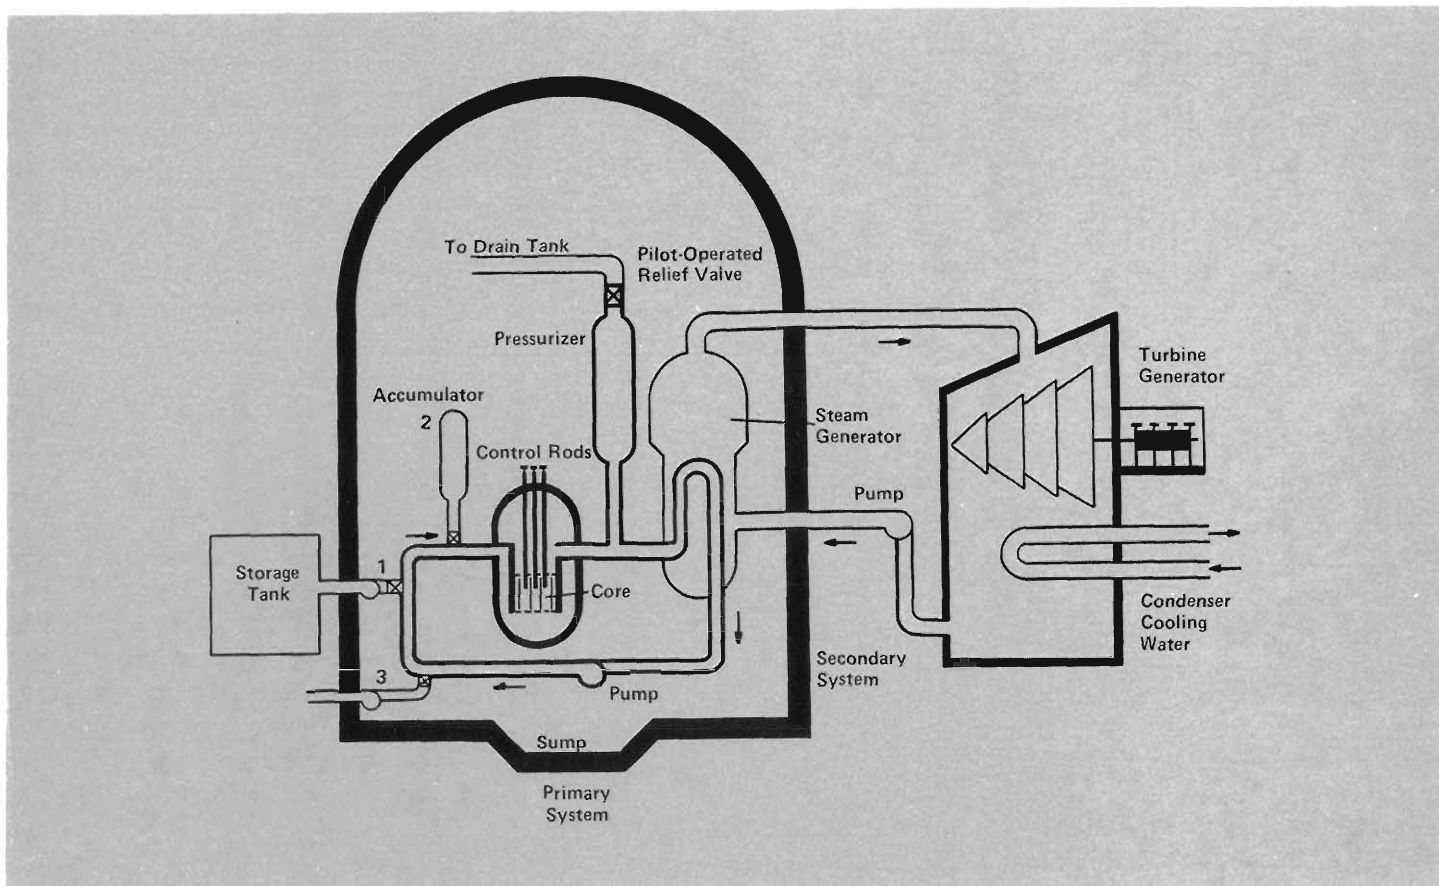 To Drain Tank
Pilot-Operated
Relief Valve
Pressurizer
Turbine
Generator
Accumulator
2
Steam
Generator
Control Rods
Pump
1
Storage
Tank
Core
Condenser
Cooling
Water
Secondary
System
3
Pump
Sump
Primary
System